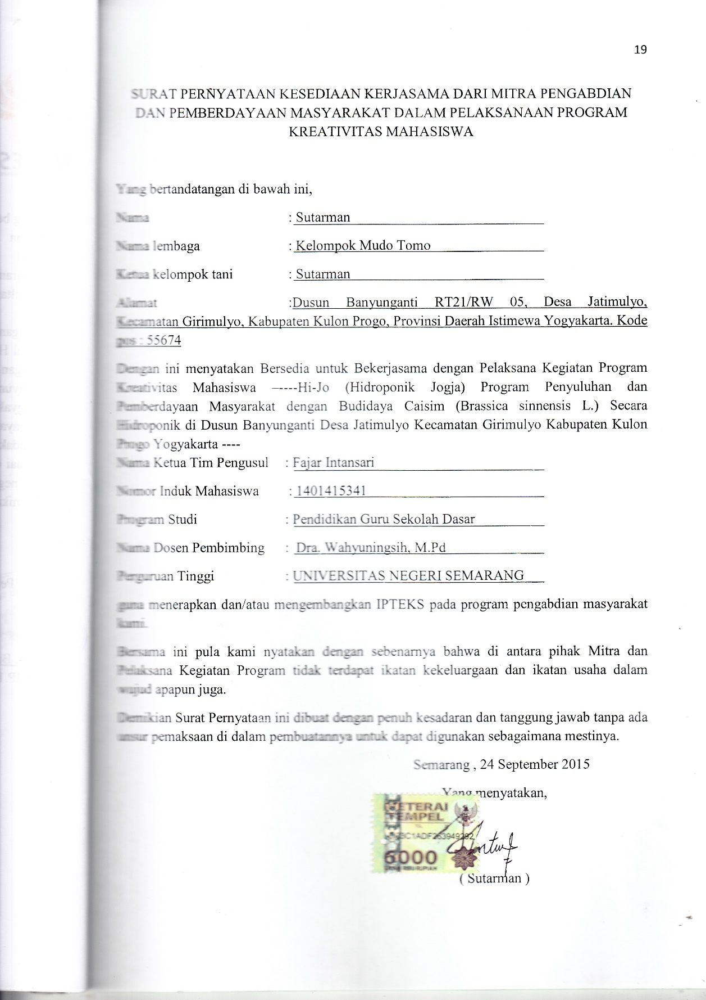 19
SURAT PERNYATAAN KESEDIAAN KERJASAMA DARI MITRA PENGABDIAN
DAN PEMBERDAYAAN MASYARAKAT DALAM PELAKSANAAN PROGRAM
KREATIVITAS MAHASISWA
Yang bertandatangan di bawah ini,
Nama : Sutarman
Nama lembaga : Kelompok Mudo Tomo
Ketua kelompok tani : Sutarman
Alamat :Dusun Banyunganti RT21/RW 05, Desa Jatimulyo,
Kecamatan Girimulyo, Kabupaten Kulon Progo, Provinsi Daerah Istimewa Yogyakarta. Kode
pos : 55674
Dengan ini menyatakan Bersedia untuk Bekerjasama dengan Pelaksana Kegiatan Program
Kreativitas Mahasiswa -----Hi-Jo (Hidroponik Jogja) Program Penyuluhan dan
Pemberdayaan Masyarakat dengan Budidaya Caisim (Brassica sinnensis L.) Secara
Hidroponik di Dusun Banyunganti Desa Jatimulyo Kecamatan Girimulyo Kabupaten Kulon
Progo Yogyakarta ----
Nama Ketua Tim Pengusul : Fajar Intansari
Nomor Induk Mahasiswa : 1401415341
Program Studi : Pendidikan Guru Sekolah Dasar
Nama Dosen Pembimbing : Dra. Wahyuningsih, M.Pd
Perguruan Tinggi : UNIVERSITAS NEGERI SEMARANG
guna menerapkan dan/atau mengembangkan IPTEKS pada program pengabdian masyarakat
kami.
Bersama ini pula kami nyatakan dengan sebenarnya bahwa di antara pihak Mitra dan
Pelaksana Kegiatan Program tidak terdapat ikatan kekeluargaan dan ikatan usaha dalam
wujud apapun juga.
Demikian Surat Pernyataan ini dibuat dengan penuh kesadaran dan tanggung jawab tanpa ada
unsur pemaksaan di dalam pembuatannya untuk dapat digunakan sebagaimana mestinya.
Semarang , 24 September 2015
Yang menyatakan,
METERAI
TEMPEL
6000
( Sutarman )